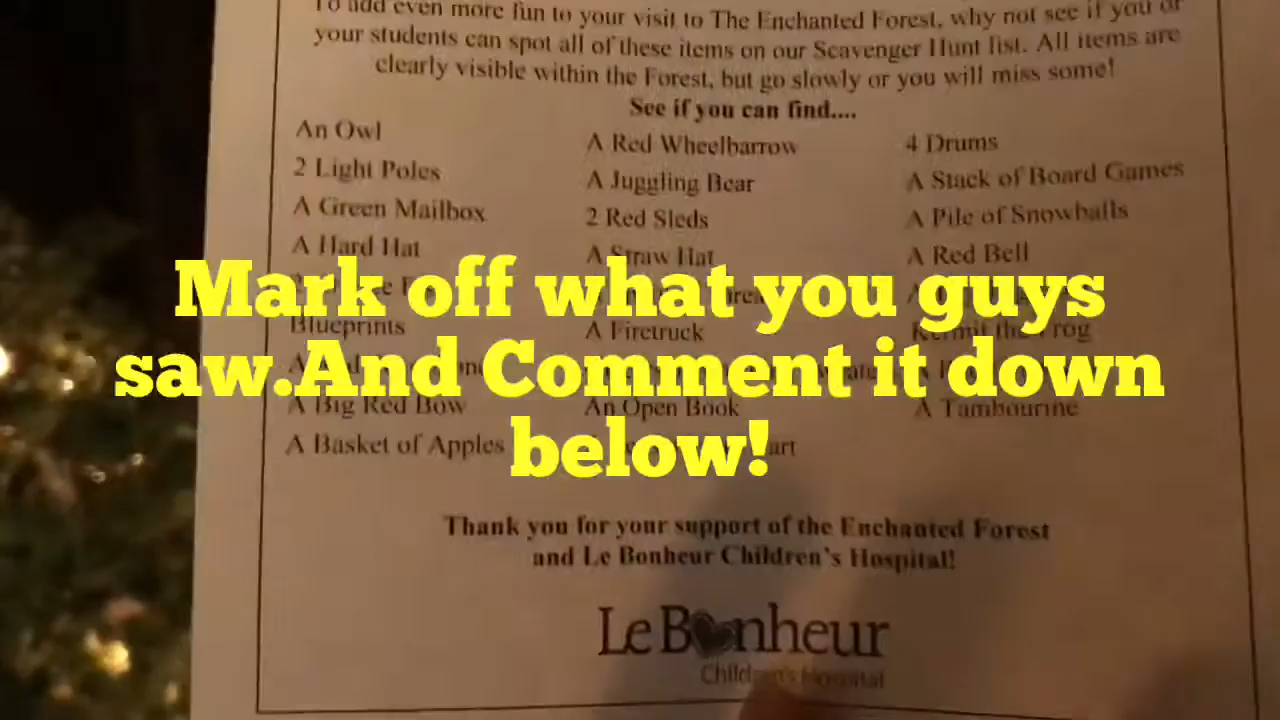 To add even more fun to your visit to The Enchanted Forest, why not see if you or
your students can spot all of these items on our Scavenger Hunt list. All items are
clearly visible within the Forest, but go slowly or you will miss some!
See if you can find....
An Owl
2 Light Poles
A Green Mailbox
A Hard Hat
Blueprints
A Big Red Bow
A Basket of Apples
A Red Wheelbarrow
A Juggling Bear
2 Red Sleds
A Straw Hat
A Firetruck
An Open Book
4 Drums
A Stack of Board Games
A Pile of Snowballs
A Red Bell
Kermit the Frog
A Tambourine
Mark off what you guys
saw.And Comment it down
below!
Thank you for your support of the Enchanted Forest
and Le Bonheur Children's Hospital!
Le Bonheur
Children's Hospital